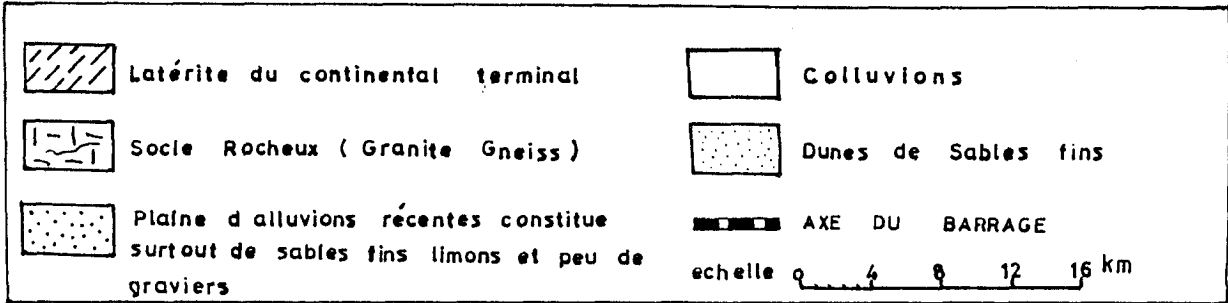 Latérite du continental terminal
Socle Rocheux ( Granite Gneiss )
Plaîne d alluvions récentes constitue
surtout de sables fins limons et peu de
graviers
Colluvions
Dunes de Sables fins
AXE DU BARRAGE
echelle 0 4 8 12 16 km